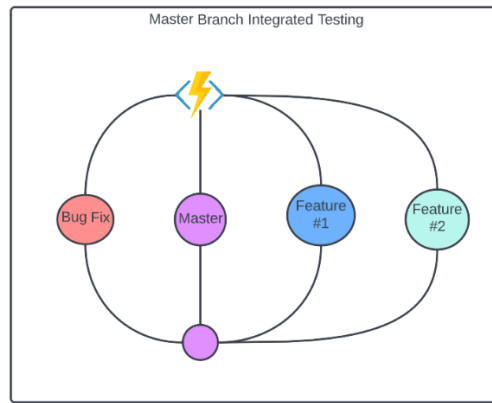 Master Branch Integrated Testing
Bug Fix
Master
Feature
#1
Feature
#2